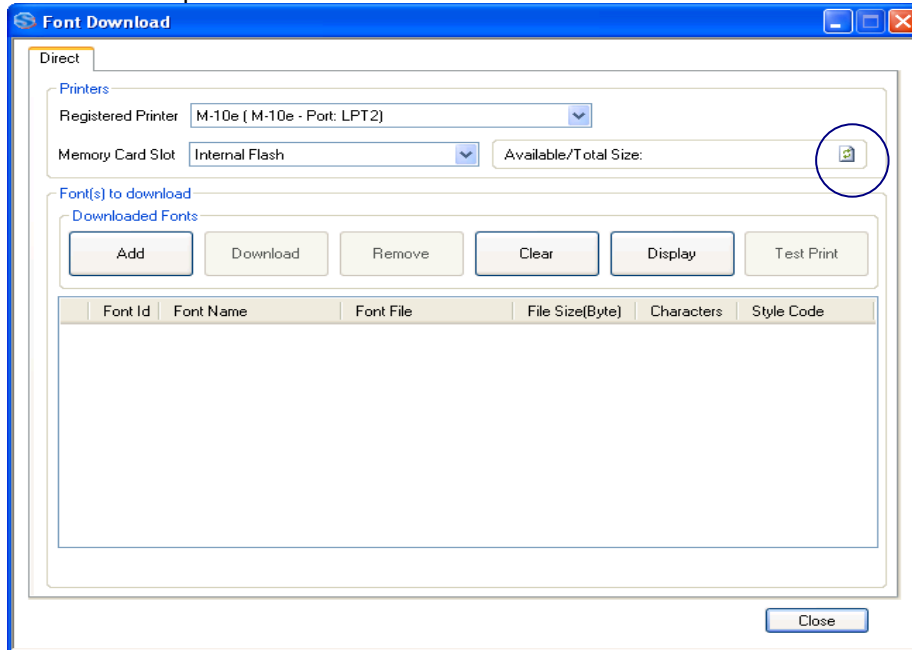 Font Download
Direct
Printers
Registered Printer M-10e ( M-10e - Port: LPT2)
Memory Card Slot Internal Flash Available/Total Size:
Font(s) to download
Downloaded Fonts
Add Download Remove Clear Display Test Print
Font Id Font Name Font File File Size(Byte) Characters Style Code
Close